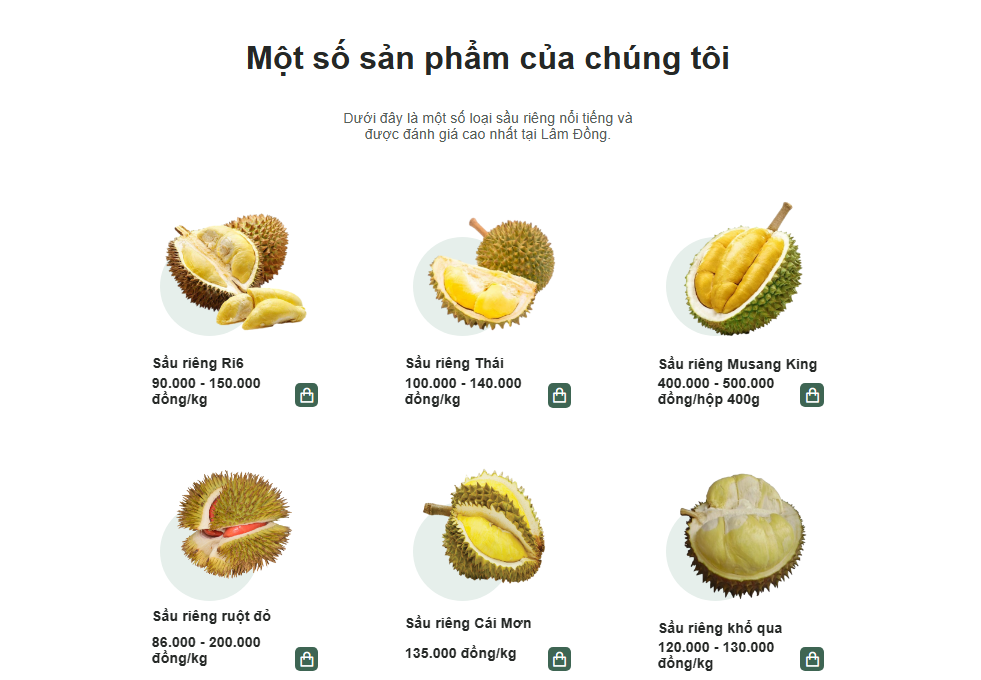 Một số sản phẩm của chúng tôi
Dưới đây là một số loại sầu riêng nổi tiếng và
được đánh giá cao nhất tại Lâm Đồng.
Sầu riêng Ri6
90.000 - 150.000
đồng/kg
Sầu riêng Thái
100.000 - 140.000
đồng/kg
Sầu riêng Musang King
400.000 - 500.000
đồng/hộp 400g
Sầu riêng ruột đỏ
86.000 - 200.000
đồng/kg
Sầu riêng Cái Mơn
135.000 đồng/kg
Sầu riêng khổ qua
120.000 - 130.000
đồng/kg